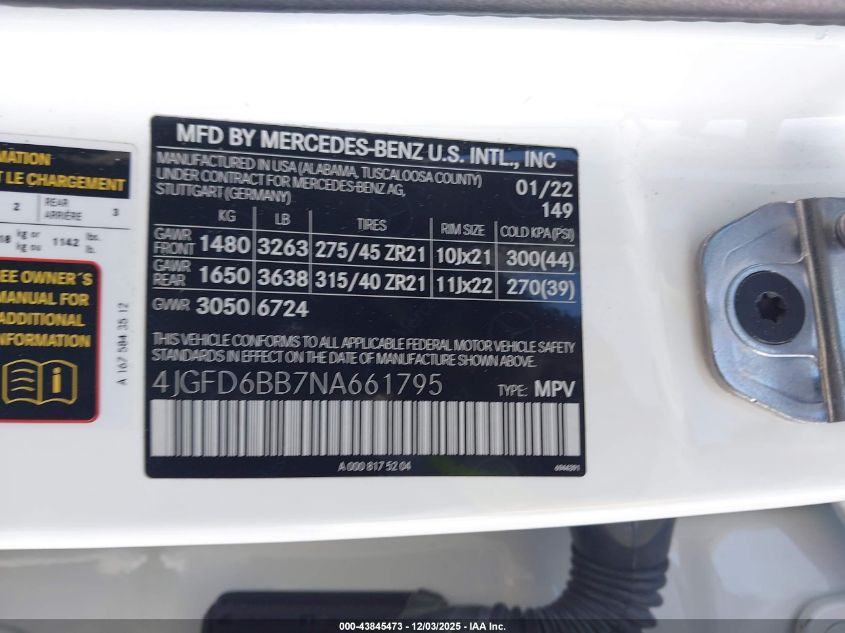 MATION
T LE CHARGEMENT
2 REAR ARRIÈRE 3
18 kg or kg ou 1142 lbs. lb.
EE OWNER´S
MANUAL FOR
ADDITIONAL
INFORMATION
A 167 584 35 12
MFD BY MERCEDES-BENZ U.S. INTL., INC
MANUFACTURED IN USA (ALABAMA, TUSCALOOSA COUNTY)
UNDER CONTRACT FOR MERCEDES-BENZ AG,
STUTTGART (GERMANY)
01/22
149
KG LB TIRES RIM SIZE COLD KPA (PSI)
GAWR FRONT 1480 3263 275/45 ZR21 10Jx21 300(44)
GAWR REAR 1650 3638 315/40 ZR21 11Jx22 270(39)
GVWR 3050 6724
THIS VEHICLE CONFORMS TO ALL APPLICABLE FEDERAL MOTOR VEHICLE SAFETY
STANDARDS IN EFFECT ON THE DATE OF MANUFACTURE SHOWN ABOVE.
4JGFD6BB7NA661795 TYPE: MPV
A 000 817 52 04
000-43845473 - 12/03/2025 - IAA Inc.